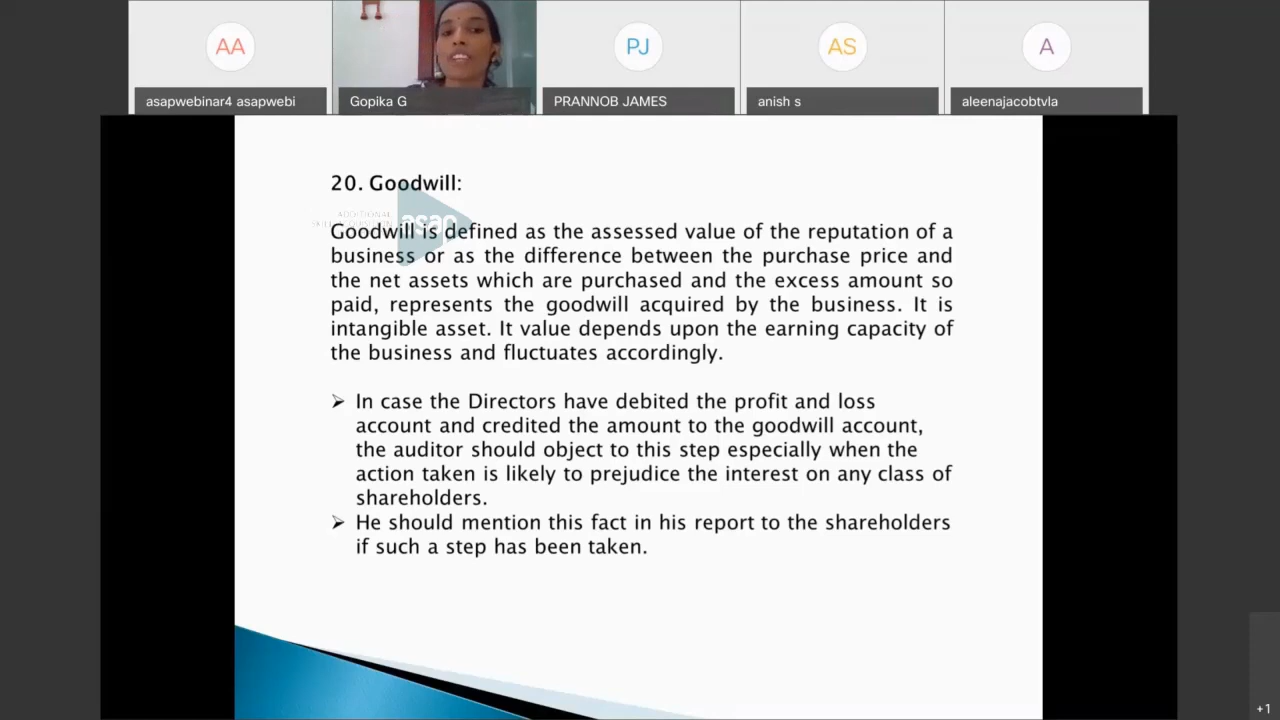 AA
PJ
AS
A
asapwebinar4 asapwebi
Gopika G
PRANNOB JAMES
anish s
aleenajacobtvla
20. Goodwill:
ADDITIONAL
asap
Goodwill is defined as the assessed value of the reputation of a
business or as the difference between the purchase price and
the net assets which are purchased and the excess amount so
paid, represents the goodwill acquired by the business. It is
intangible asset. It value depends upon the earning capacity of
the business and fluctuates accordingly.
➢ In case the Directors have debited the profit and loss
account and credited the amount to the goodwill account,
the auditor should object to this step especially when the
action taken is likely to prejudice the interest on any class of
shareholders.
➢ He should mention this fact in his report to the shareholders
if such a step has been taken.
+1